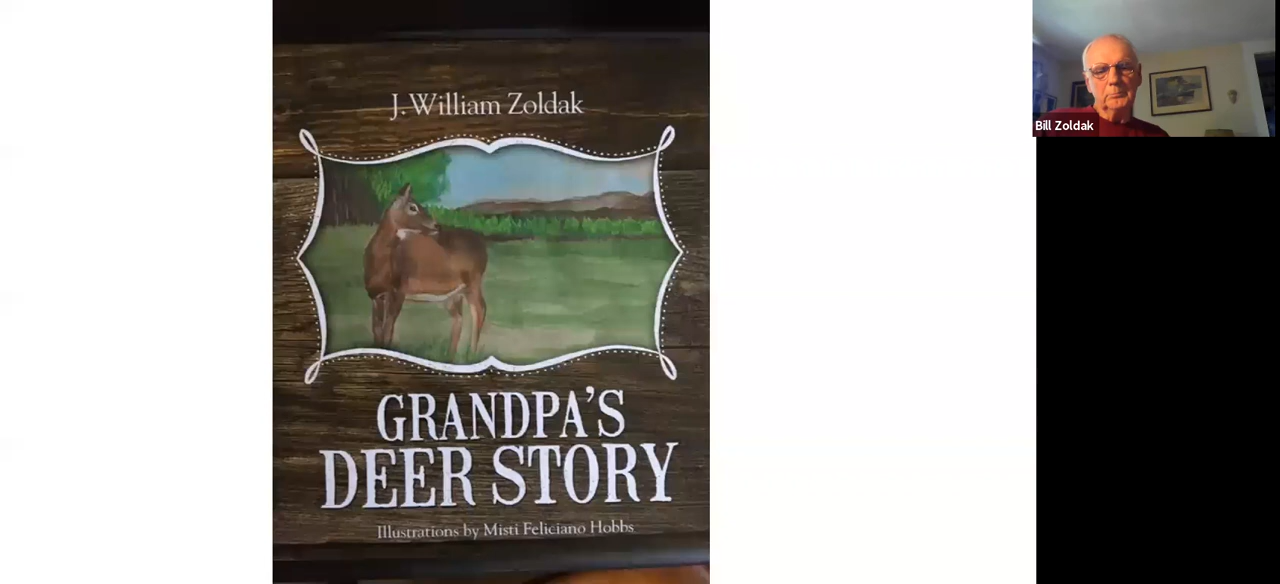 J. William Zoldak
GRANDPA'S
DEER STORY
Illustrations by Misti Feliciano Hobbs
Bill Zoldak